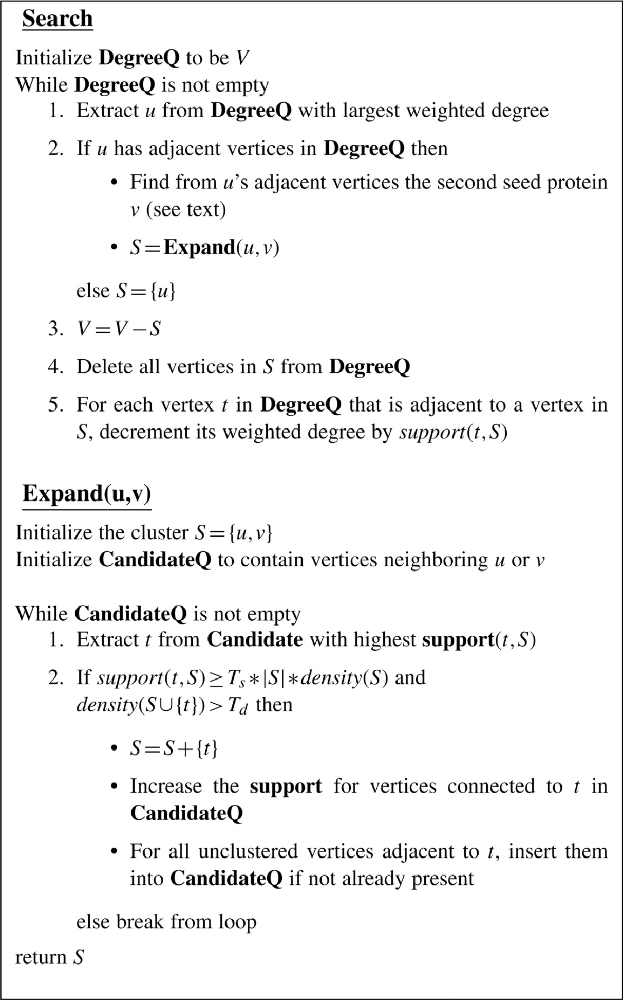 Search
Initialize DegreeQ to be V
While DegreeQ is not empty
1. Extract u from DegreeQ with largest weighted degree
2. If u has adjacent vertices in DegreeQ then
• Find from u’s adjacent vertices the second seed protein
v (see text)
• S=Expand(u,v)
else S={u}
3. V=V−S
4. Delete all vertices in S from DegreeQ
5. For each vertex t in DegreeQ that is adjacent to a vertex in
S, decrement its weighted degree by support(t,S)
Expand(u,v)
Initialize the cluster S={u,v}
Initialize CandidateQ to contain vertices neighboring u or v
While CandidateQ is not empty
1. Extract t from Candidate with highest support(t,S)
2. If support(t,S)≥Ts∗|S|∗density(S) and
density(S∪{t})>Td then
• S=S+{t}
• Increase the support for vertices connected to t in
CandidateQ
• For all unclustered vertices adjacent to t, insert them
into CandidateQ if not already present
else break from loop
return S